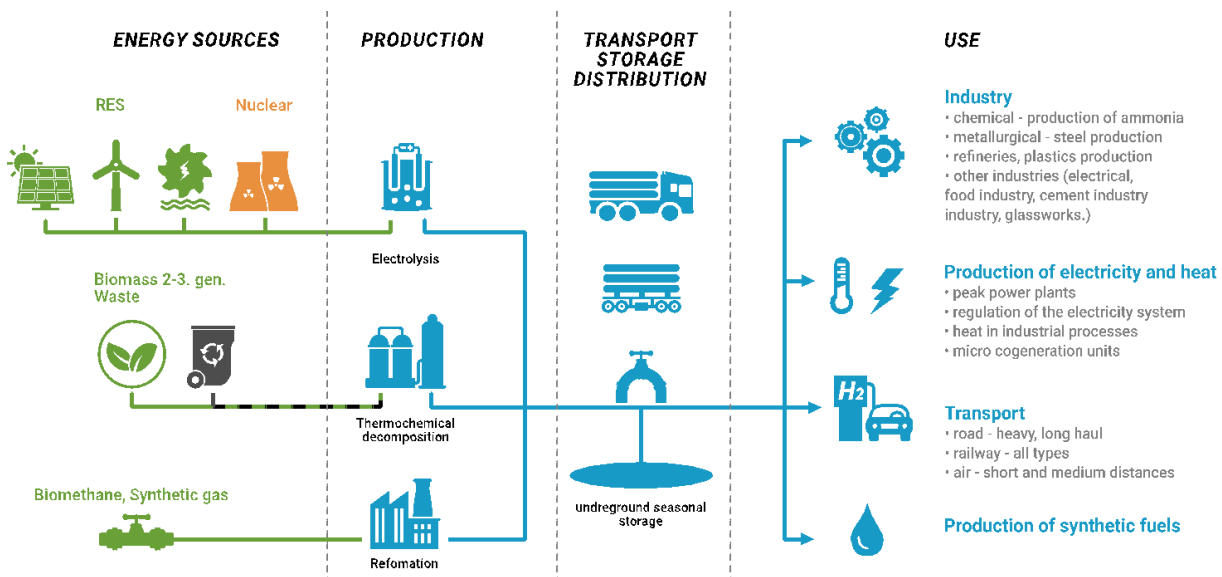 ENERGY SOURCES
PRODUCTION
TRANSPORT
STORAGE
DISTRIBUTION
USE
RES
Nuclear
Electrolysis
Biomass 2-3. gen.
Waste
Thermochemical
decomposition
Biomethane, Synthetic gas
Refomation
undreground seasonal
storage
Industry
• chemical - production of ammonia
• metallurgical - steel production
• refineries, plastics production
• other industries (electrical,
food industry, cement industry
industry, glassworks.)
Production of electricity and heat
• peak power plants
• regulation of the electricity system
• heat in industrial processes
• micro cogeneration units
H2
Transport
• road - heavy, long haul
• railway - all types
• air - short and medium distances
Production of synthetic fuels